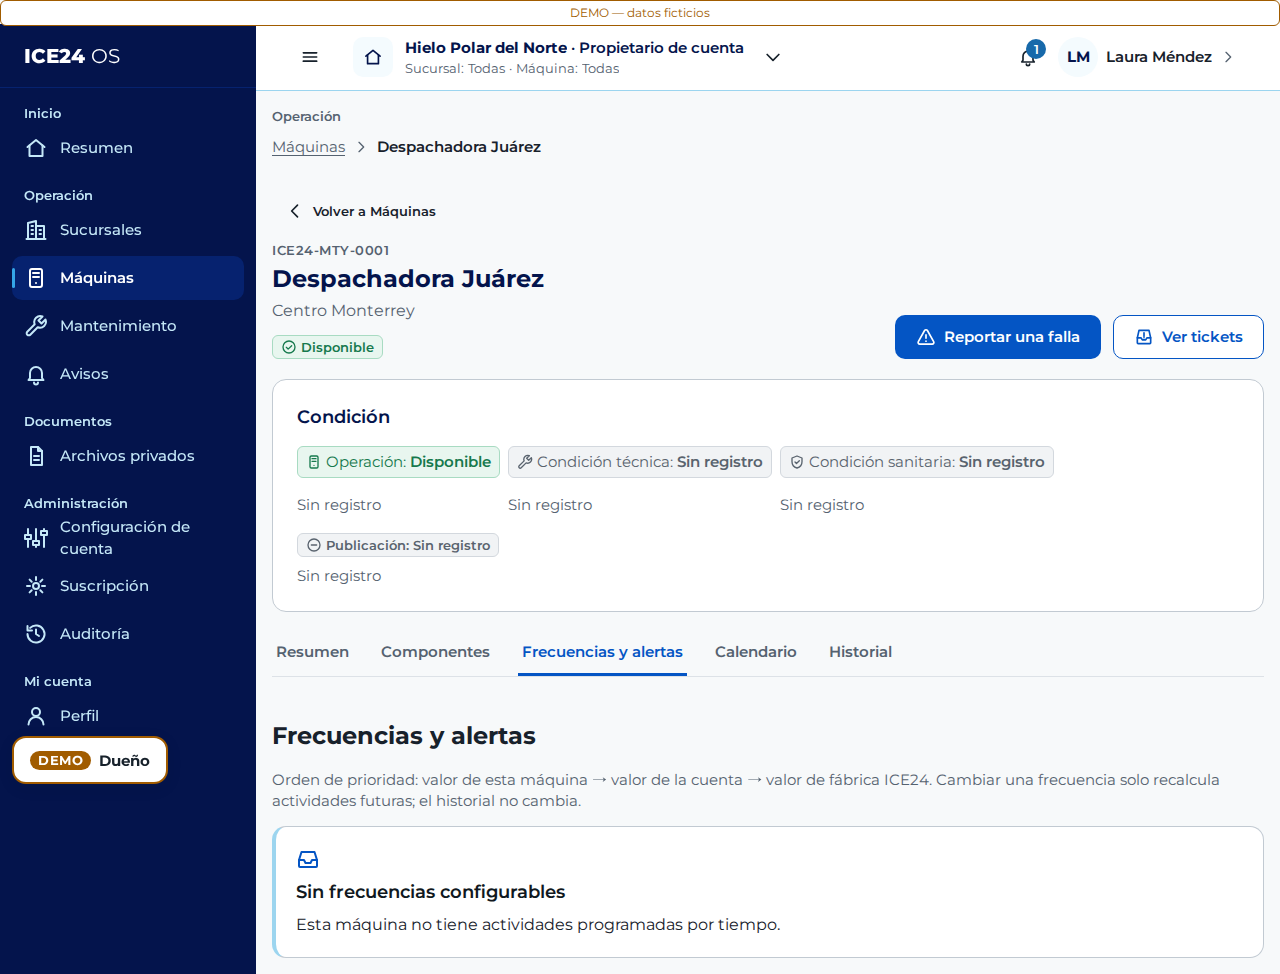 DEMO — datos ficticios
ICE24 OS
Inicio
Resumen
Operación
Sucursales
Máquinas
Mantenimiento
Avisos
Documentos
Archivos privados
Administración
Configuración de
cuenta
Suscripción
Auditoría
Mi cuenta
Perfil
DEMO Dueño
Hielo Polar del Norte · Propietario de cuenta
Sucursal: Todas · Máquina: Todas
1
LM Laura Méndez
Operación
Máquinas Despachadora Juárez
Volver a Máquinas
ICE24-MTY-0001
Despachadora Juárez
Centro Monterrey
Disponible
Reportar una falla
Ver tickets
Condición
Operación: Disponible
Condición técnica: Sin registro
Condición sanitaria: Sin registro
Sin registro
Sin registro
Sin registro
Publicación: Sin registro
Sin registro
Resumen
Componentes
Frecuencias y alertas
Calendario
Historial
Frecuencias y alertas
Orden de prioridad: valor de esta máquina → valor de la cuenta → valor de fábrica ICE24. Cambiar una frecuencia solo recalcula
actividades futuras; el historial no cambia.
Sin frecuencias configurables
Esta máquina no tiene actividades programadas por tiempo.